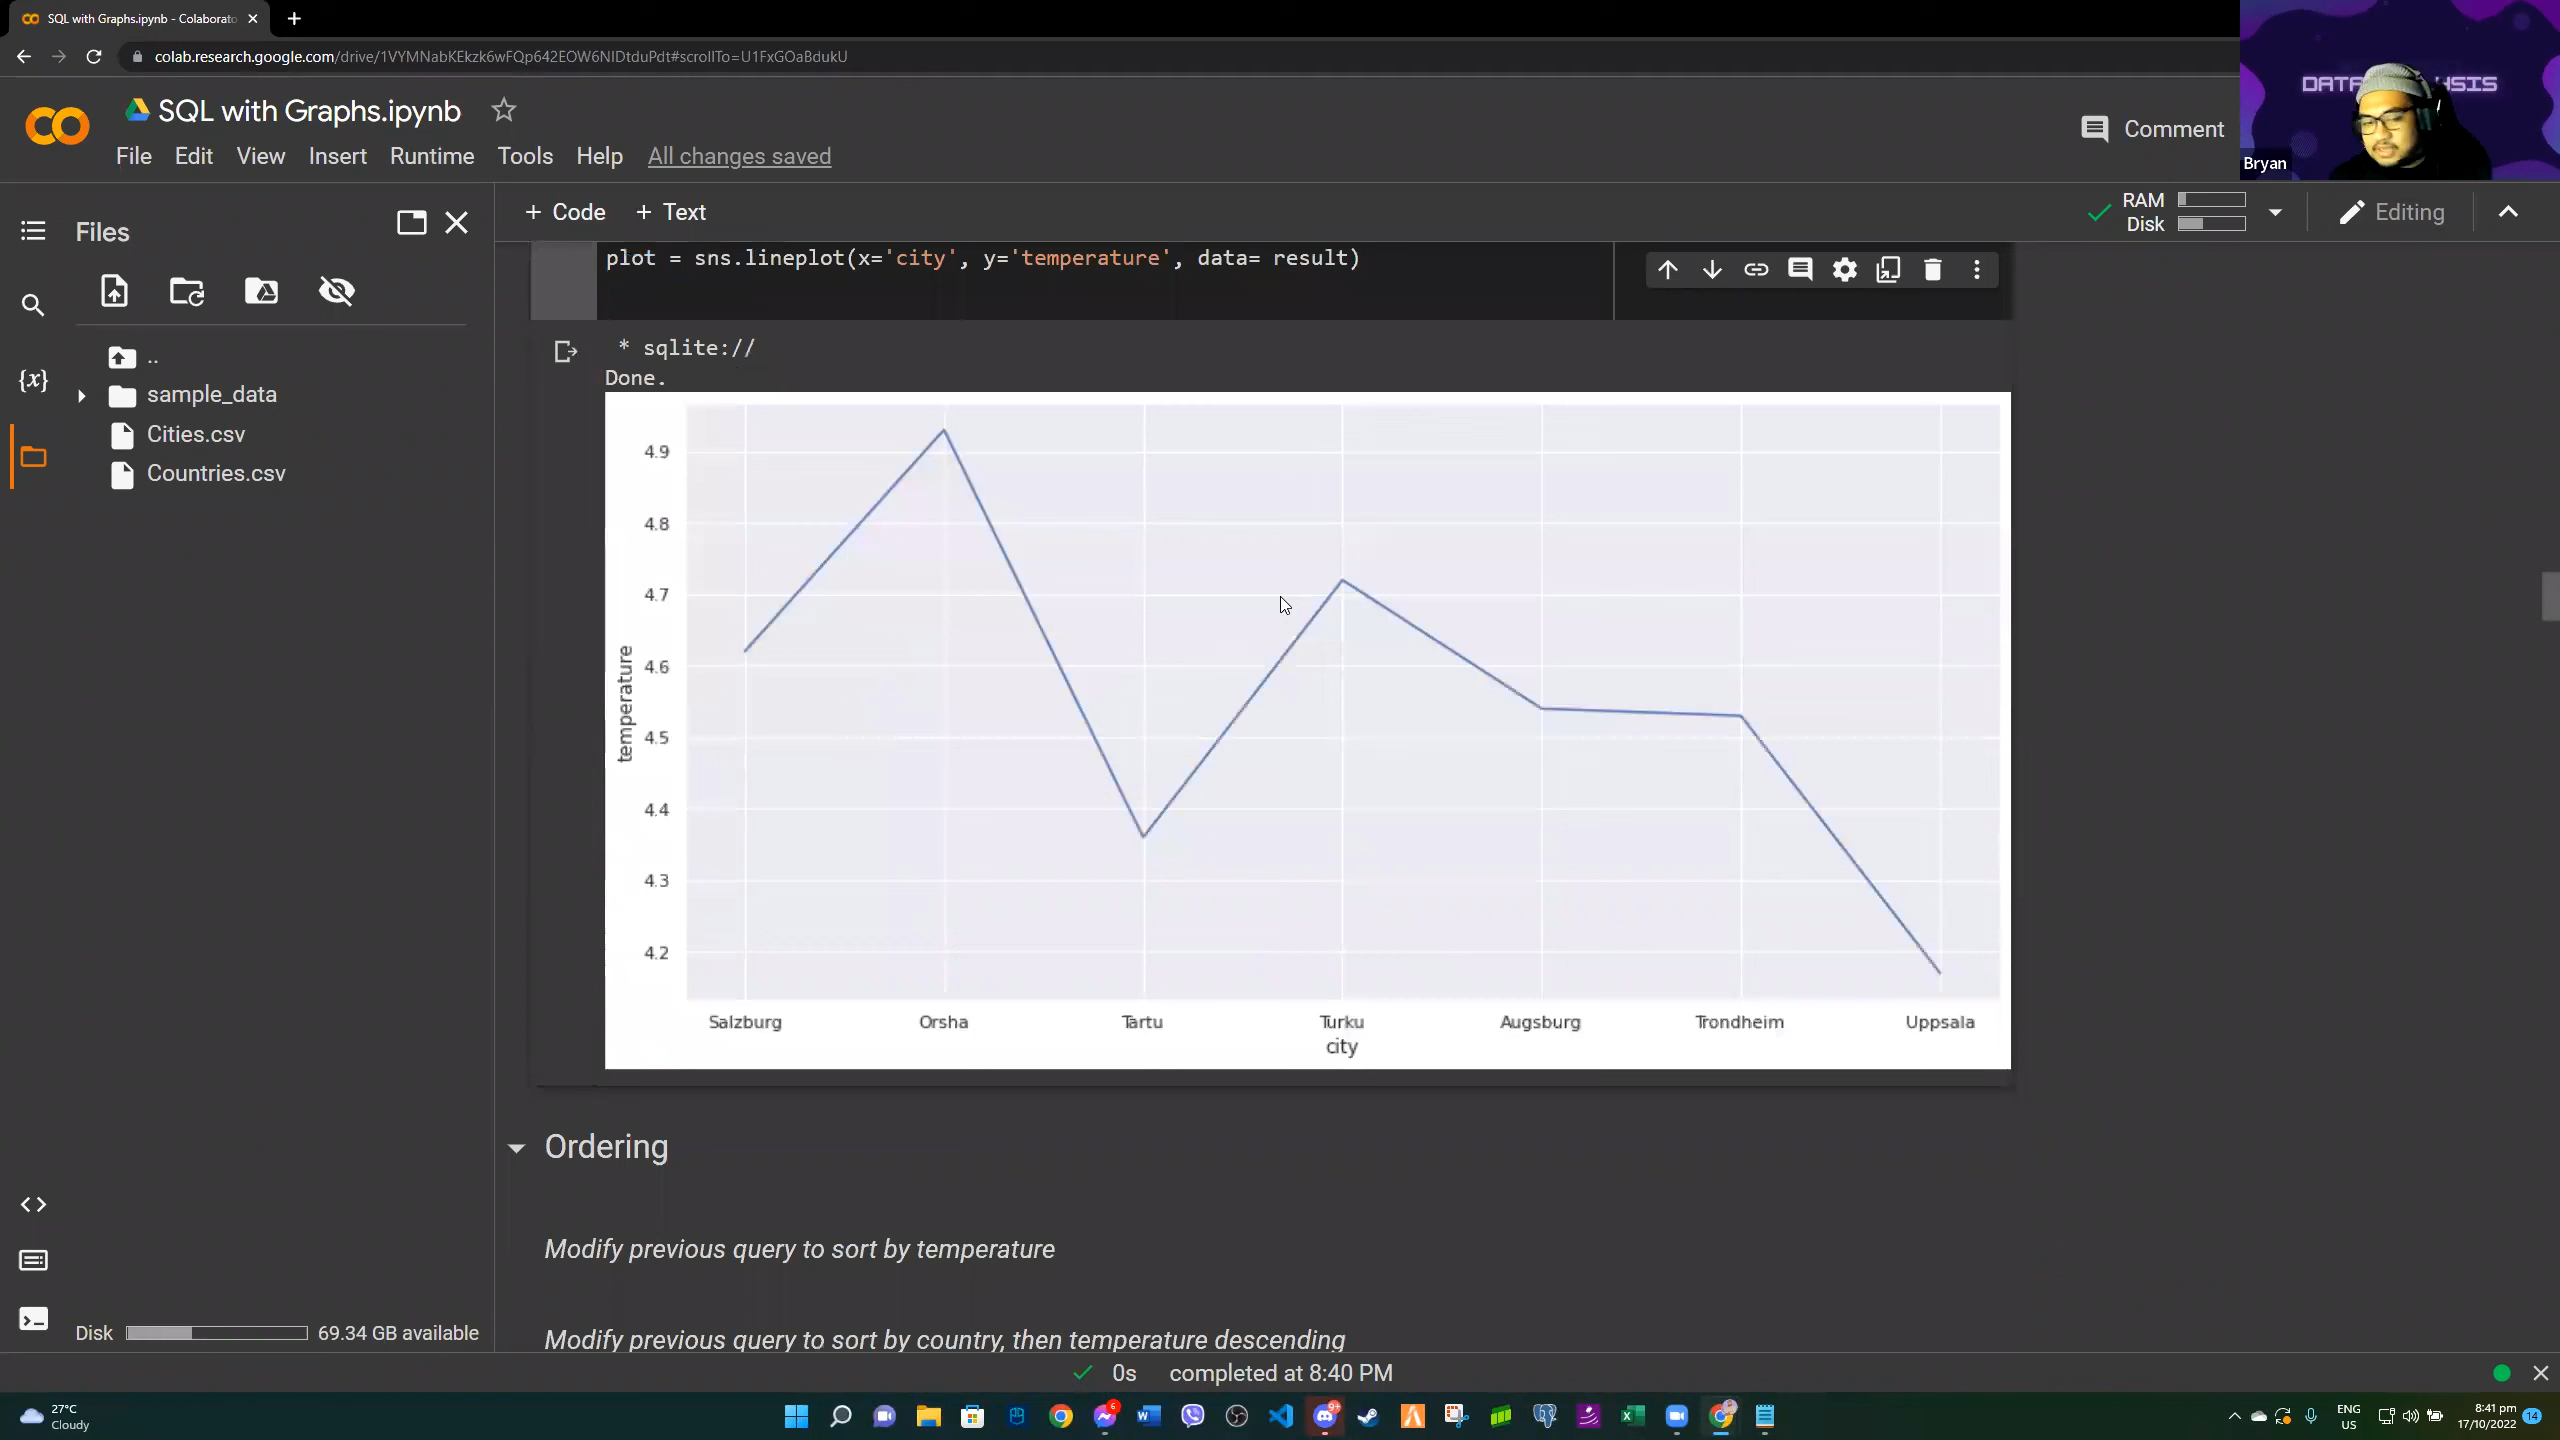 SQL with Graphs.ipynb - Colaborato
colab.research.google.com/drive/1VYMNabKEkzk6wFQp642EOW6NIDtduPdt#scrollTo=U1FxGOaBdukU
SQL with Graphs.ipynb
File Edit View Insert Runtime Tools Help All changes saved
Comment
Bryan
Files
+ Code + Text
RAM
Disk
Editing
..
sample_data
Cities.csv
Countries.csv
plot = sns.lineplot(x='city', y='temperature', data= result)
* sqlite://
Done.
4.9
4.8
4.7
4.6
4.5
4.4
4.3
4.2
temperature
Salzburg Orsha Tartu Turku Augsburg Trondheim Uppsala
city
Ordering
Modify previous query to sort by temperature
Modify previous query to sort by country, then temperature descending
Disk 69.34 GB available
0s completed at 8:40 PM
27°C
Cloudy
6
9+
ENG
US
8:41 pm
17/10/2022
14